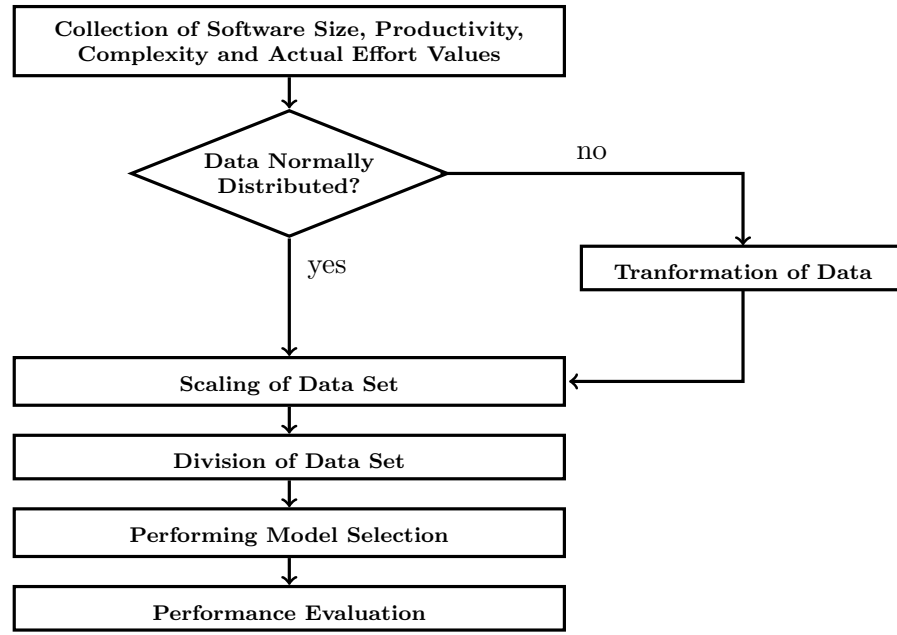 Collection of Software Size, Productivity,
Complexity and Actual Effort Values
Data Normally
Distributed?
no
yes
Tranformation of Data
Scaling of Data Set
Division of Data Set
Performing Model Selection
Performance Evaluation